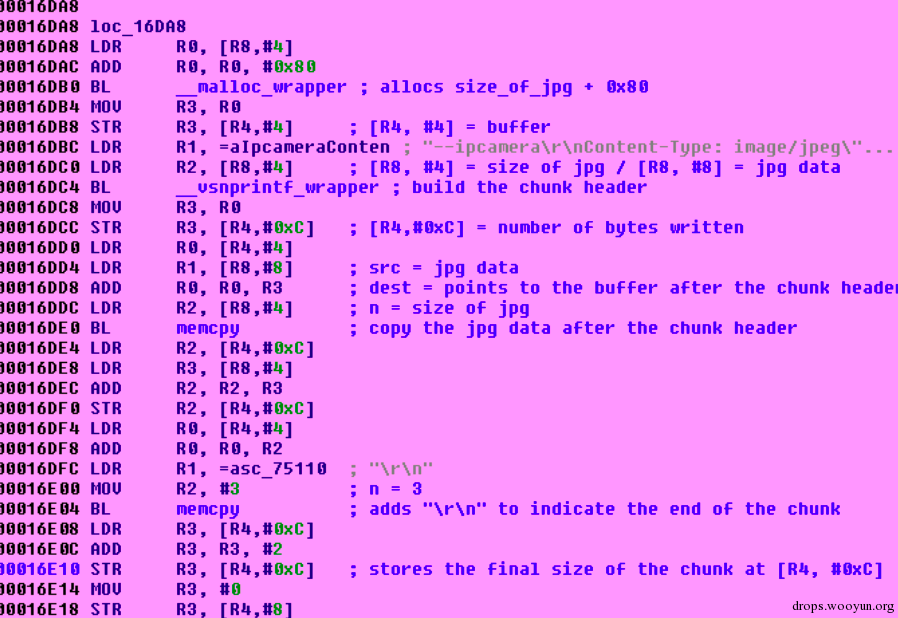 00016DA8
00016DA8 loc_16DA8
00016DA8 LDR R0, [R8,#4]
00016DAC ADD R0, R0, #0x80
00016DB0 BL __malloc_wrapper ; allocs size_of_jpg + 0x80
00016DB4 MOV R3, R0
00016DB8 STR R3, [R4,#4] ; [R4, #4] = buffer
00016DBC LDR R1, =aIpcameraConten ; "--ipcamera\r\nContent-Type: image/jpeg\"...
00016DC0 LDR R2, [R8,#4] ; [R8, #4] = size of jpg / [R8, #8] = jpg data
00016DC4 BL __vsnprintf_wrapper ; build the chunk header
00016DC8 MOV R3, R0
00016DCC STR R3, [R4,#0xC] ; [R4,#0xC] = number of bytes written
00016DD0 LDR R0, [R4,#4]
00016DD4 LDR R1, [R8,#8] ; src = jpg data
00016DD8 ADD R0, R0, R3 ; dest = points to the buffer after the chunk header
00016DDC LDR R2, [R8,#4] ; n = size of jpg
00016DE0 BL memcpy ; copy the jpg data after the chunk header
00016DE4 LDR R2, [R4,#0xC]
00016DE8 LDR R3, [R8,#4]
00016DEC ADD R2, R2, R3
00016DF0 STR R2, [R4,#0xC]
00016DF4 LDR R0, [R4,#4]
00016DF8 ADD R0, R0, R2
00016DFC LDR R1, =asc_75110 ; "\r\n"
00016E00 MOV R2, #3 ; n = 3
00016E04 BL memcpy ; adds "\r\n" to indicate the end of the chunk
00016E08 LDR R3, [R4,#0xC]
00016E0C ADD R3, R3, #2
00016E10 STR R3, [R4,#0xC] ; stores the final size of the chunk at [R4, #0xC]
00016E14 MOV R3, #0
00016E18 STR R3, [R4,#8]
drops.wooyun.org